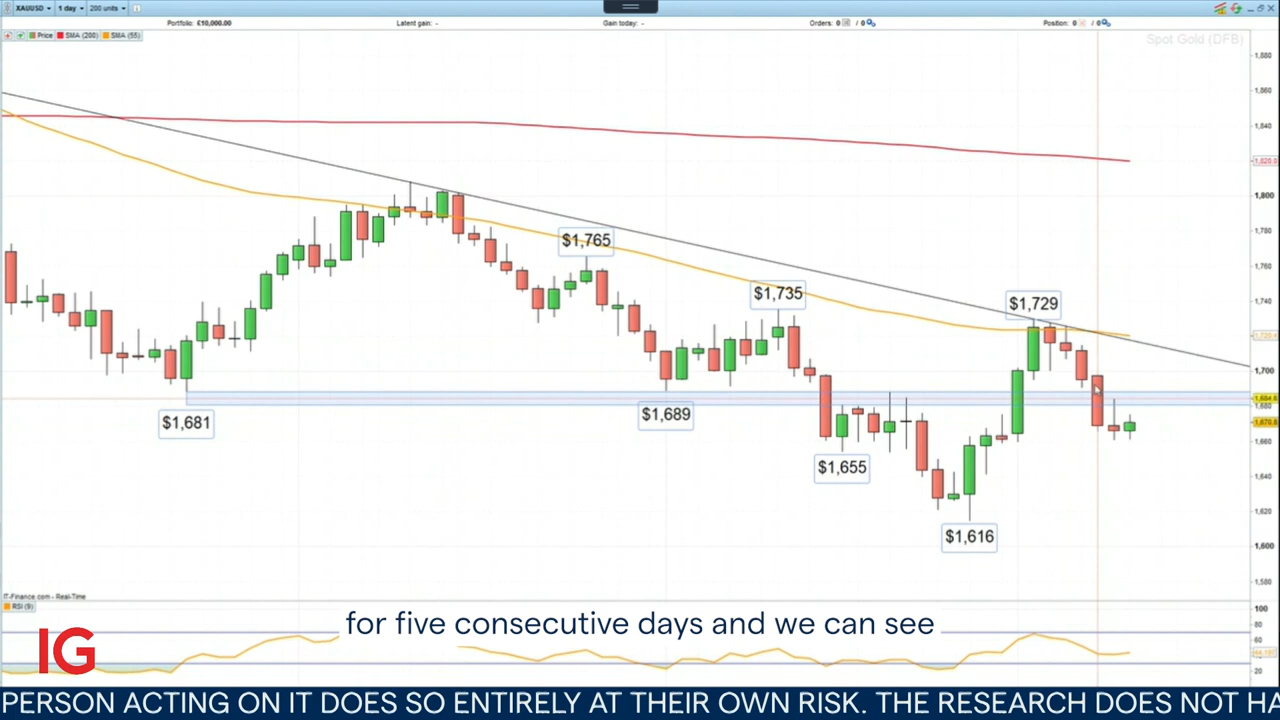 XAUUSD 1 day 200 units
Portfolio: £10,000.00 Latent gain: - Gain today: - Orders: 0 / 0 Position: 0 / 0
Price SMA (200) SMA (55)
Spot Gold (DFB)
1,880
1,860
1,840
1,820
1,800
1,780
$1,765
1,760
$1,735
1,740
$1,729
1,700
1,680
$1,681
$1,689
1,660
$1,655
1,640
1,620
$1,616
1,600
1,580
IT-Finance.com - Real-Time
RSI (9)
100
80
60
20
for five consecutive days and we can see
IG
PERSON ACTING ON IT DOES SO ENTIRELY AT THEIR OWN RISK. THE RESEARCH DOES NOT HA